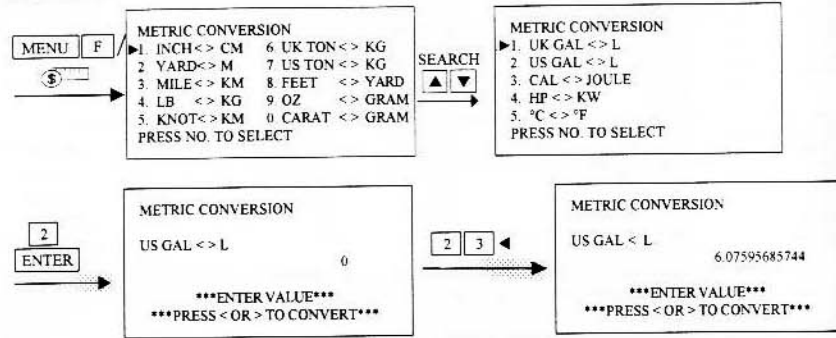 MENU F /
$
METRIC CONVERSION
1. INCH<> CM 6. UK TON<> KG
2 YARD<> M 7. US TON<> KG
3. MILE<> KM 8. FEET <> YARD
4. LB <> KG 9. OZ <> GRAM
5. KNOT<> KM 0 CARAT <> GRAM
PRESS NO. TO SELECT
SEARCH
▲ ▼
METRIC CONVERSION
1. UK GAL <> L
2. US GAL <> L
3. CAL <> JOULE
4. HP <> KW
5. °C <> °F
PRESS NO. TO SELECT
2
ENTER
METRIC CONVERSION
US GAL <> L
0
***ENTER VALUE***
***PRESS < OR > TO CONVERT***
2 3 ◄
METRIC CONVERSION
US GAL < L
6.07595685744
***ENTER VALUE***
***PRESS < OR > TO CONVERT***